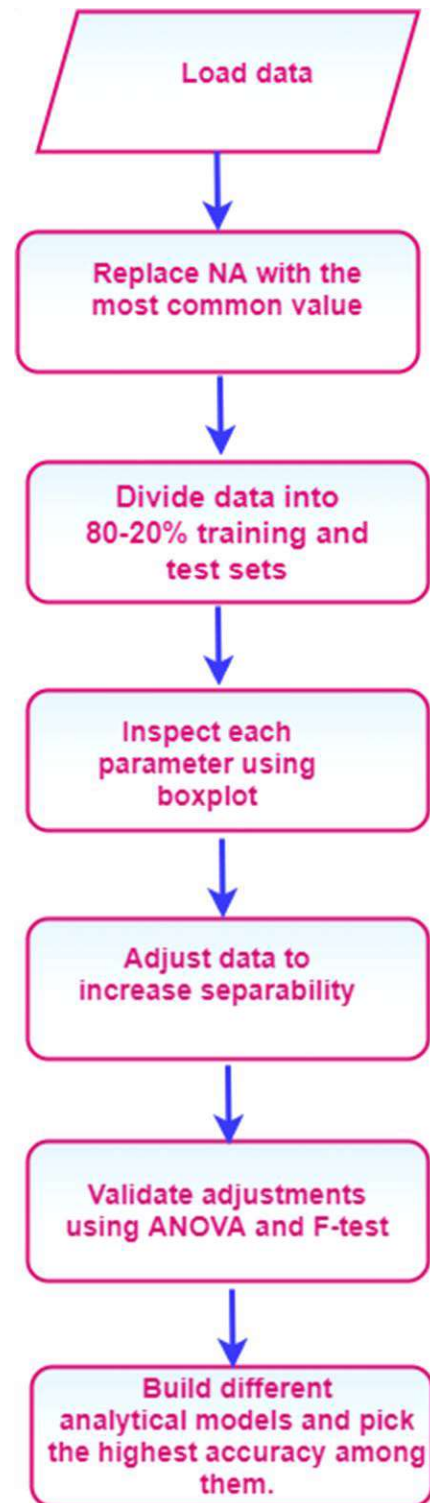 Load data
Replace NA with the
most common value
Divide data into
80-20% training and
test sets
Inspect each
parameter using
boxplot
Adjust data to
increase separability
Validate adjustments
using ANOVA and F-test
Build different
analytical models and pick
the highest accuracy among
them.